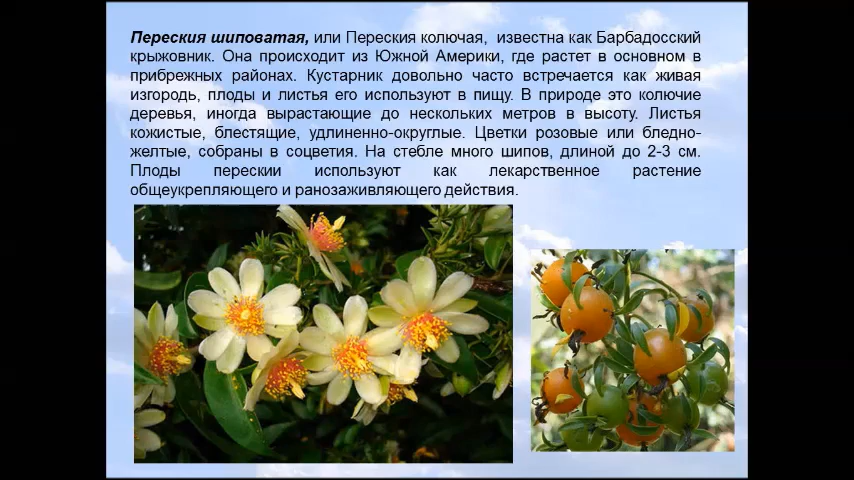 Переския шиповатая, или Переския колючая, известна как Барбадосский
крыжовник. Она происходит из Южной Америки, где растет в основном в
прибрежных районах. Кустарник довольно часто встречается как живая
изгородь, плоды и листья его используют в пищу. В природе это колючие
деревья, иногда вырастающие до нескольких метров в высоту. Листья
кожистые, блестящие, удлиненно-округлые. Цветки розовые или бледно-
желтые, собраны в соцветия. На стебле много шипов, длиной до 2-3 см.
Плоды перескии используют как лекарственное растение
общеукрепляющего и ранозаживляющего действия.